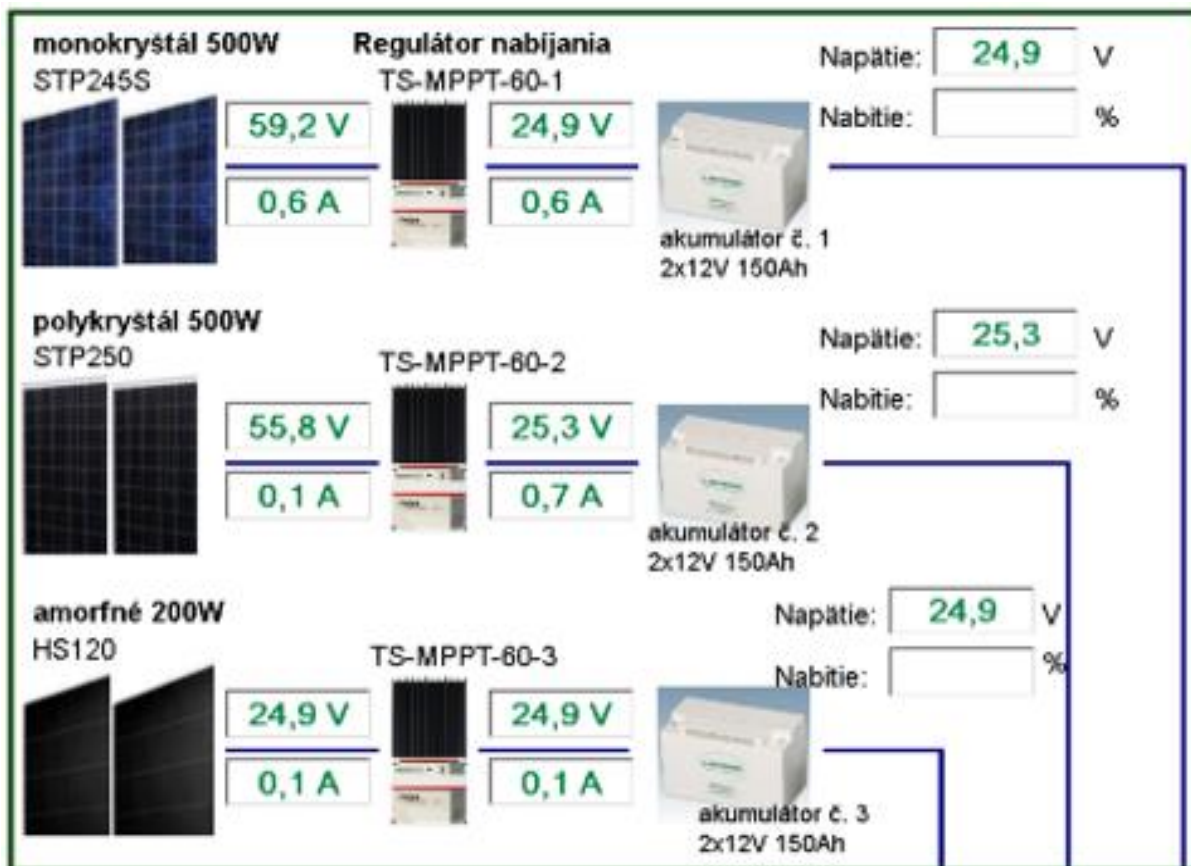 monokryštál 500W
Regulátor nabíjania
STP245S
TS-MPPT-60-1
Napätie: 24,9 V
Nabitie: %
59,2 V
24,9 V
0,6 A
0,6 A
akumulátor č. 1
2x12V 150Ah
polykryštál 500W
STP250
TS-MPPT-60-2
Napätie: 25,3 V
Nabitie: %
55,8 V
25,3 V
0,1 A
0,7 A
akumulátor č. 2
2x12V 150Ah
amorfné 200W
HS120
TS-MPPT-60-3
Napätie: 24,9 V
Nabitie: %
24,9 V
24,9 V
0,1 A
0,1 A
akumulátor č. 3
2x12V 150Ah